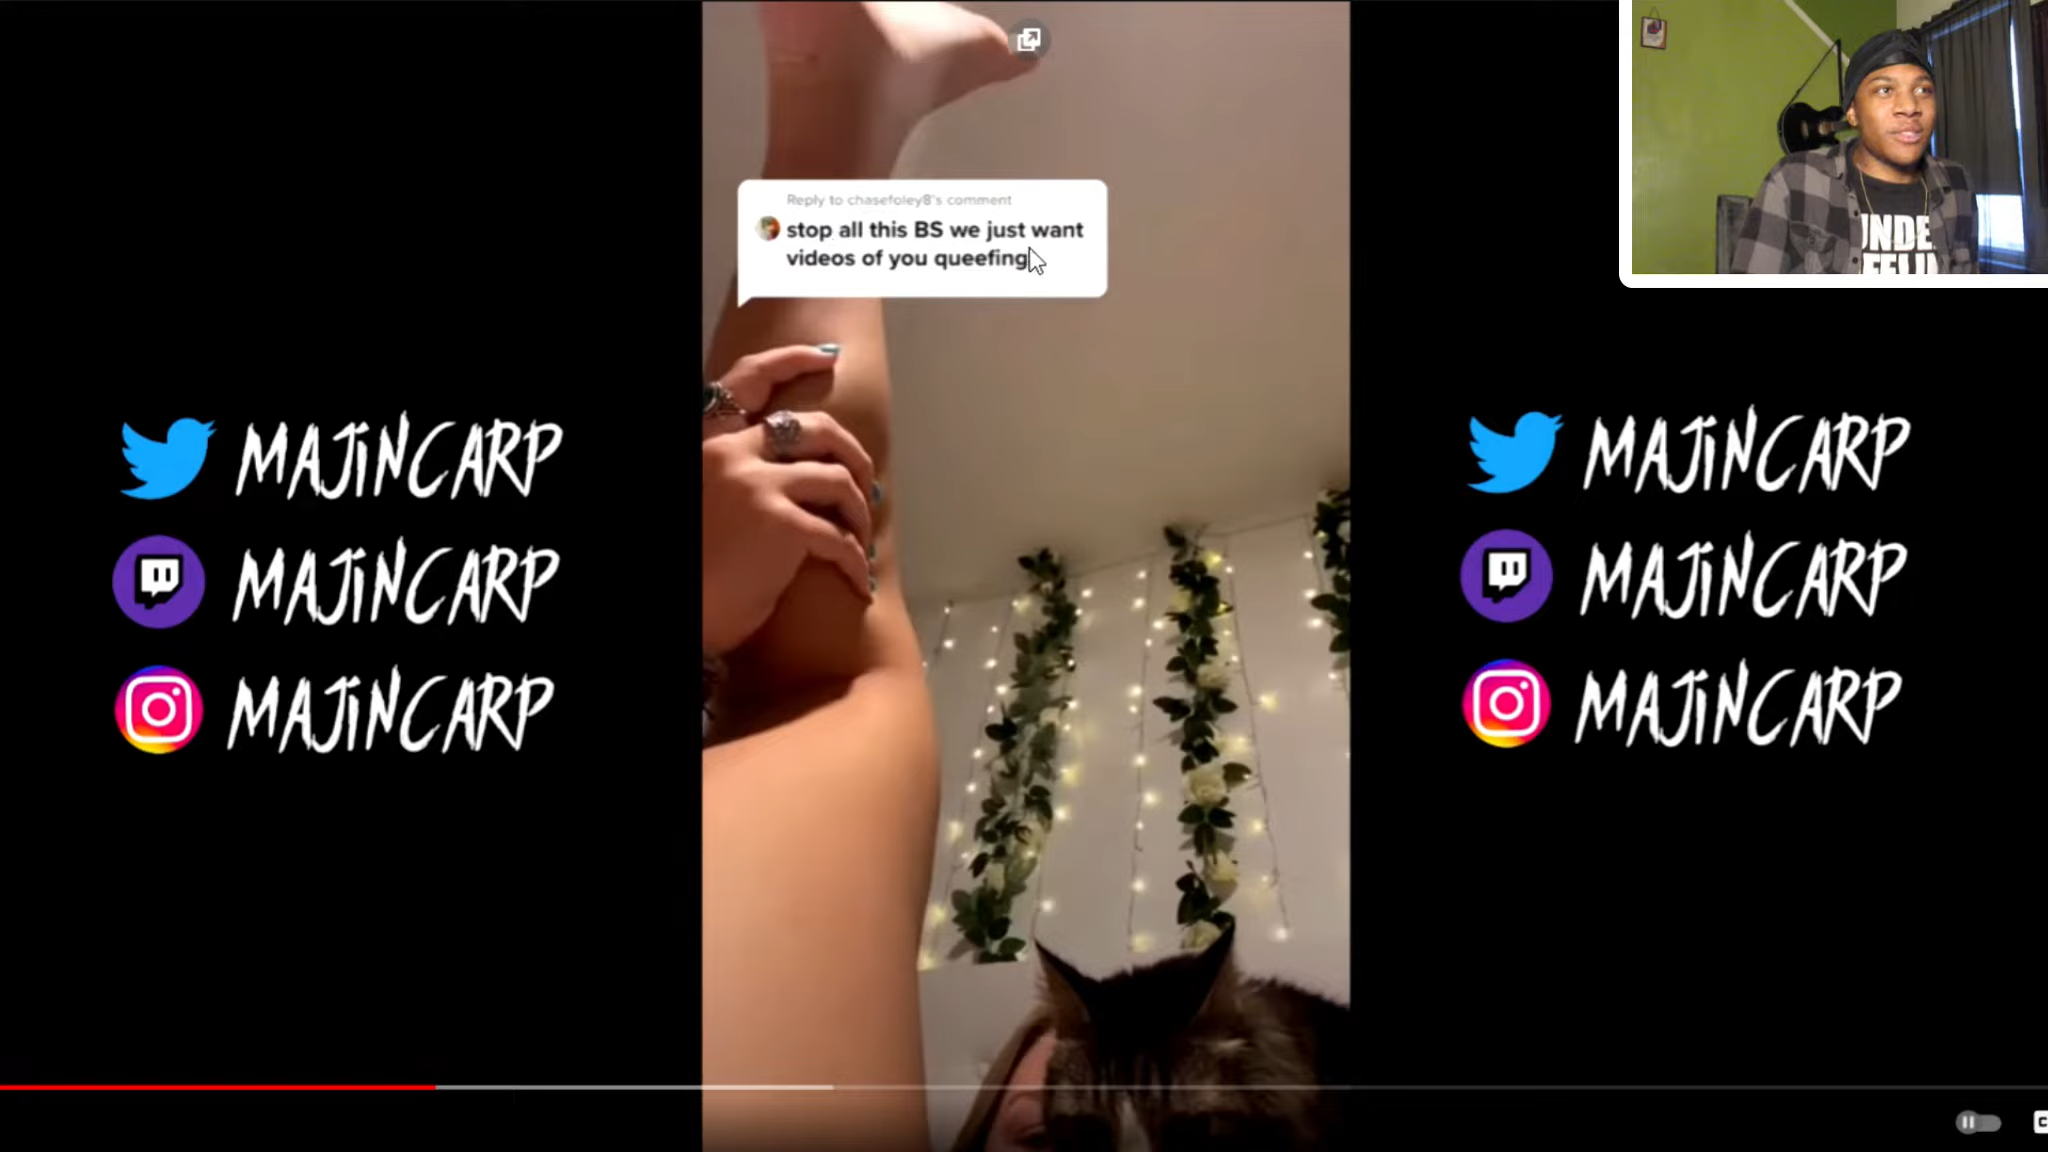 Reply to chasefoley8's comment
stop all this BS we just want
videos of you queefing
MAJiNCARP
MAJiNCARP
MAJiNCARP
MAJiNCARP
MAJiNCARP
MAJiNCARP